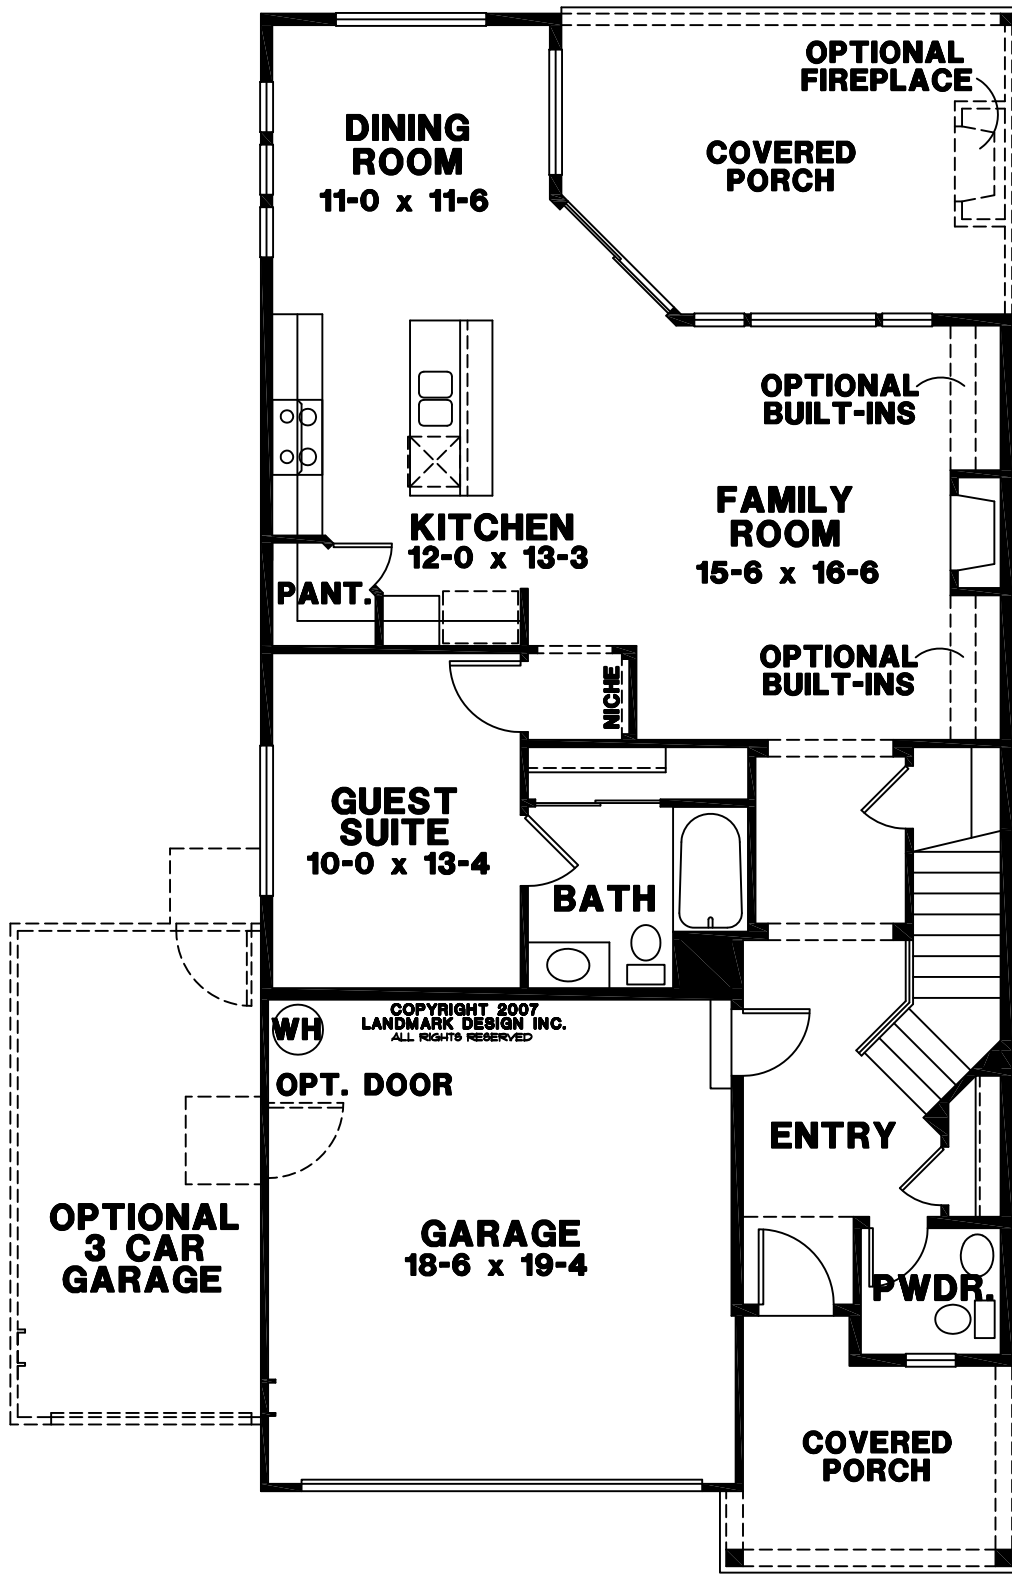 OPTIONAL
FIREPLACE
DINING
ROOM
11-0 x 11-6
COVERED
PORCH
OPTIONAL
BUILT-INS
KITCHEN
12-0 x 13-3
FAMILY
ROOM
15-6 x 16-6
PANT.
NICHE
OPTIONAL
BUILT-INS
GUEST
SUITE
10-0 x 13-4
BATH
WH
COPYRIGHT 2007
LANDMARK DESIGN INC.
ALL RIGHTS RESERVED
OPT. DOOR
ENTRY
OPTIONAL
3 CAR
GARAGE
GARAGE
18-6 x 19-4
PWDR.
COVERED
PORCH